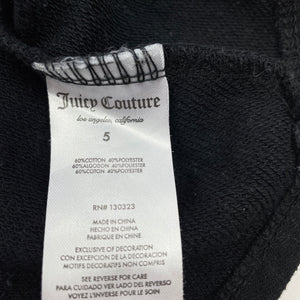 Juicy Couture
los angeles, california
5
60%COTTON 40%POLYESTER
60%ALGODON 40%POLIESTER
60%COTON 40%POLYESTER
RN# 130323
MADE IN CHINA
HECHO EN CHINA
FABRIQUE EN CHINE
EXCLUSIVE OF DECORATION
CON EXCEPCION DE LA DECORACION
MOTIFS DECORATIFS NON COMPRIS
SEE REVERSE FOR CARE
PARA CUIDADO VER LADO DEL REVERSO
VOYEZ L'INVERSE POUR LE SOIN